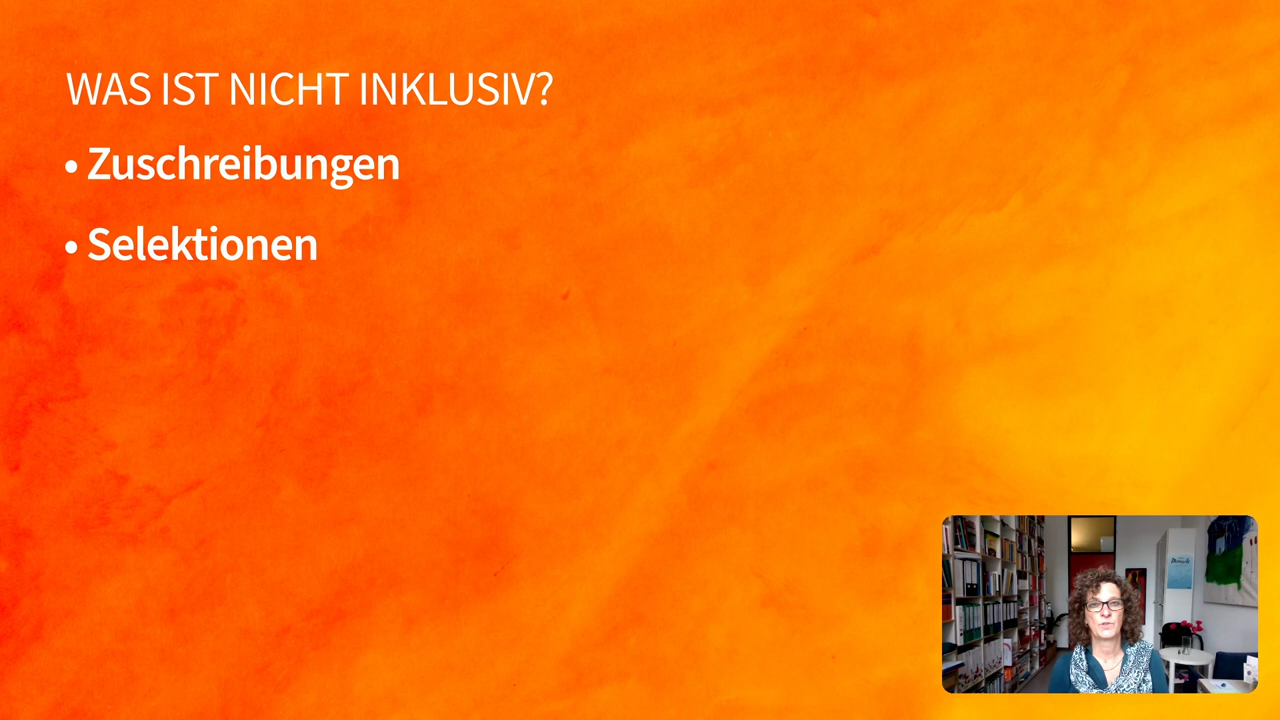 WAS IST NICHT INKLUSIV?
• Zuschreibungen
• Selektionen